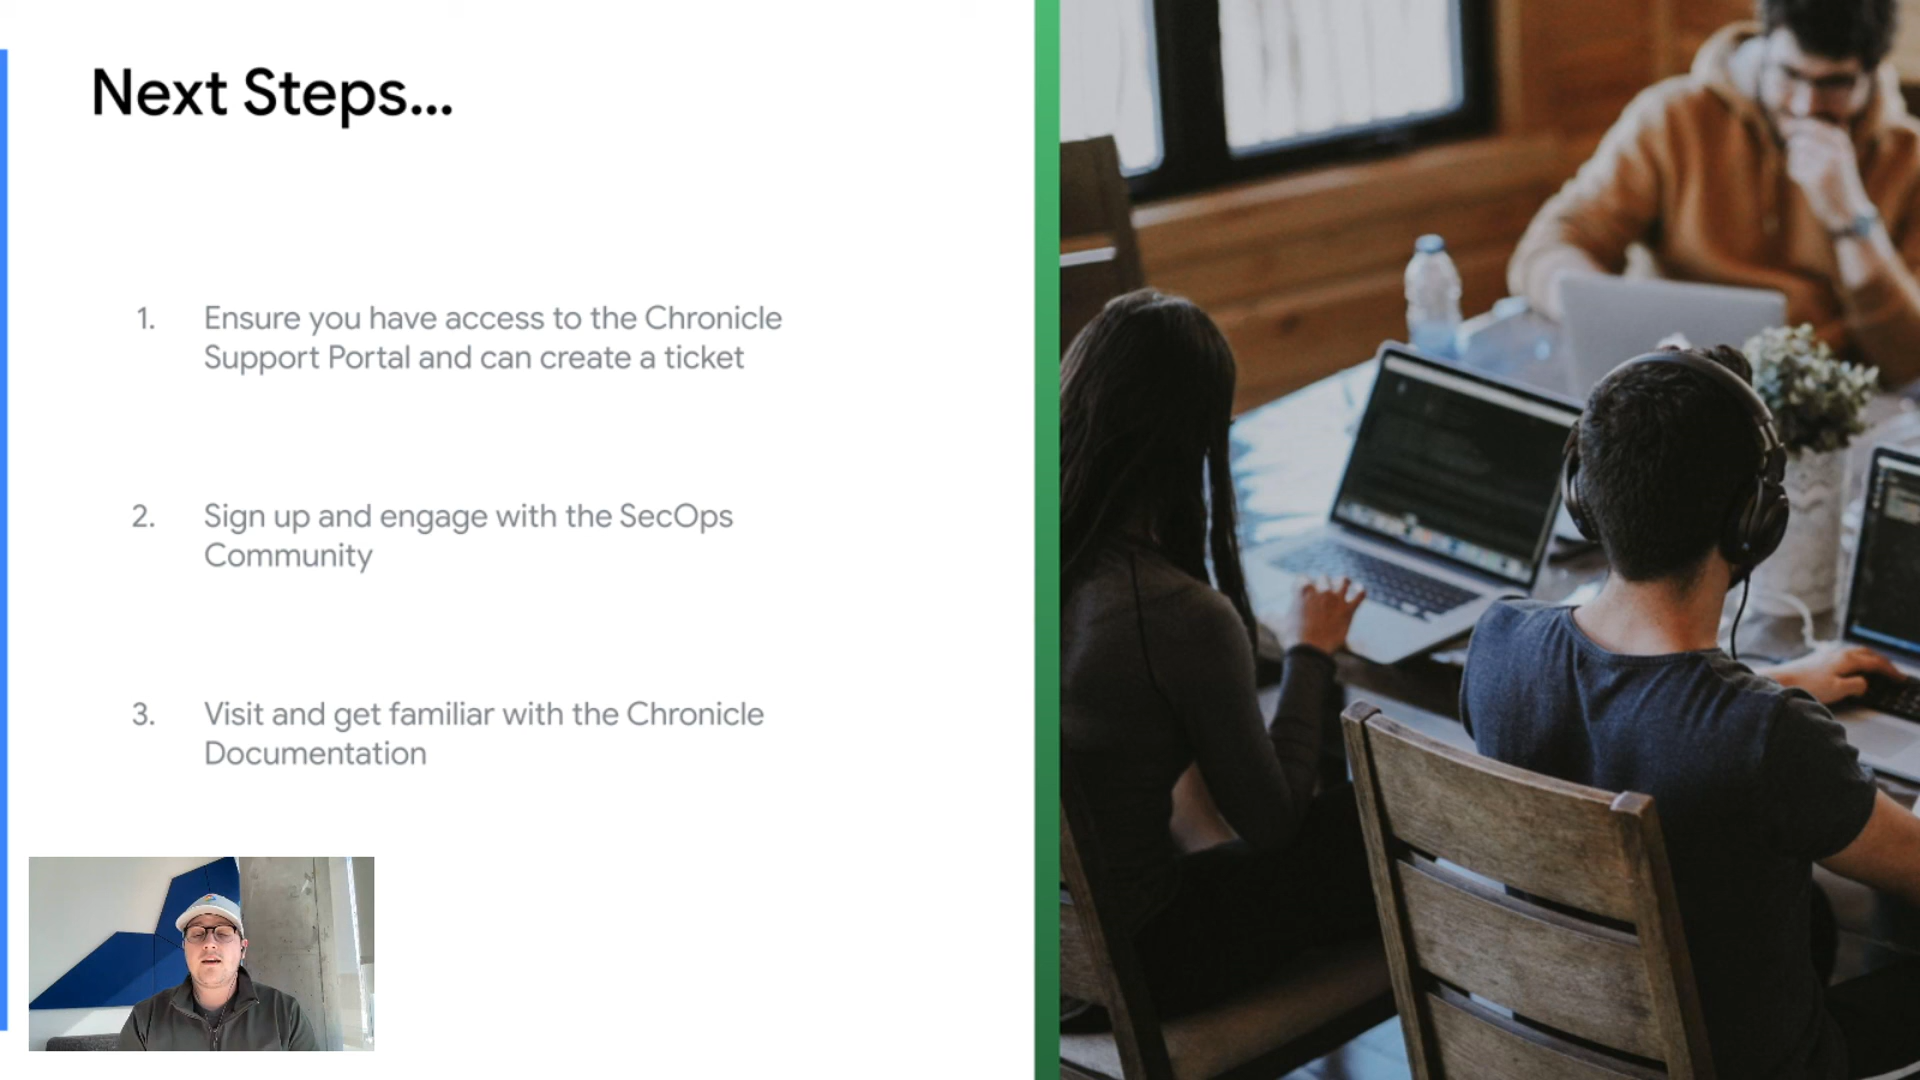 Next Steps...
1. Ensure you have access to the Chronicle
Support Portal and can create a ticket
2. Sign up and engage with the SecOps
Community
3. Visit and get familiar with the Chronicle
Documentation